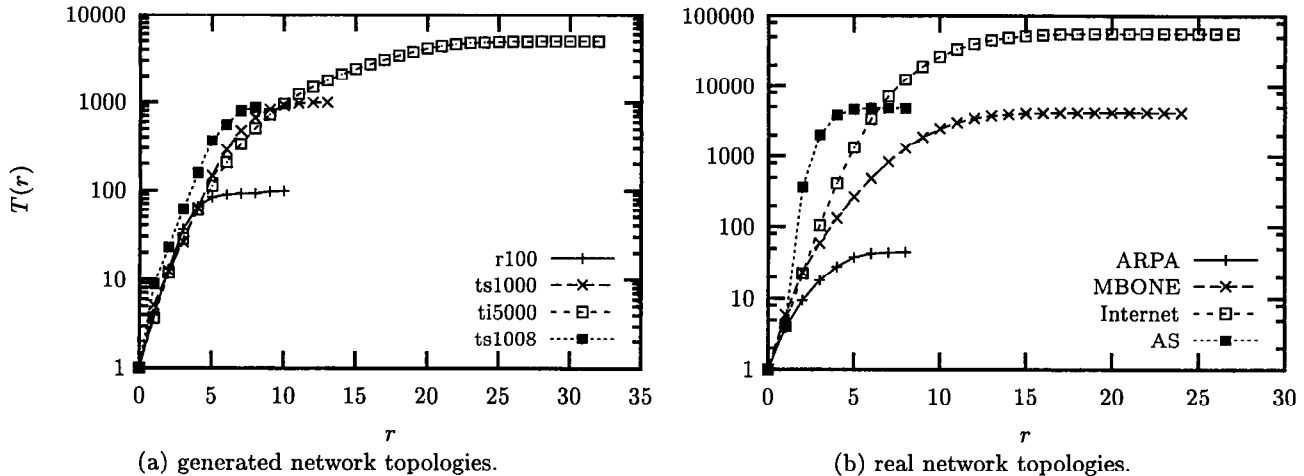 10000
1000
100
10
1
T(r)
0 5 10 15 20 25 30 35
r
r100
ts1000
ti5000
ts1008
(a) generated network topologies.
100000
10000
1000
100
10
1
0 5 10 15 20 25 30
r
ARPA
MBONE
Internet
AS
(b) real network topologies.